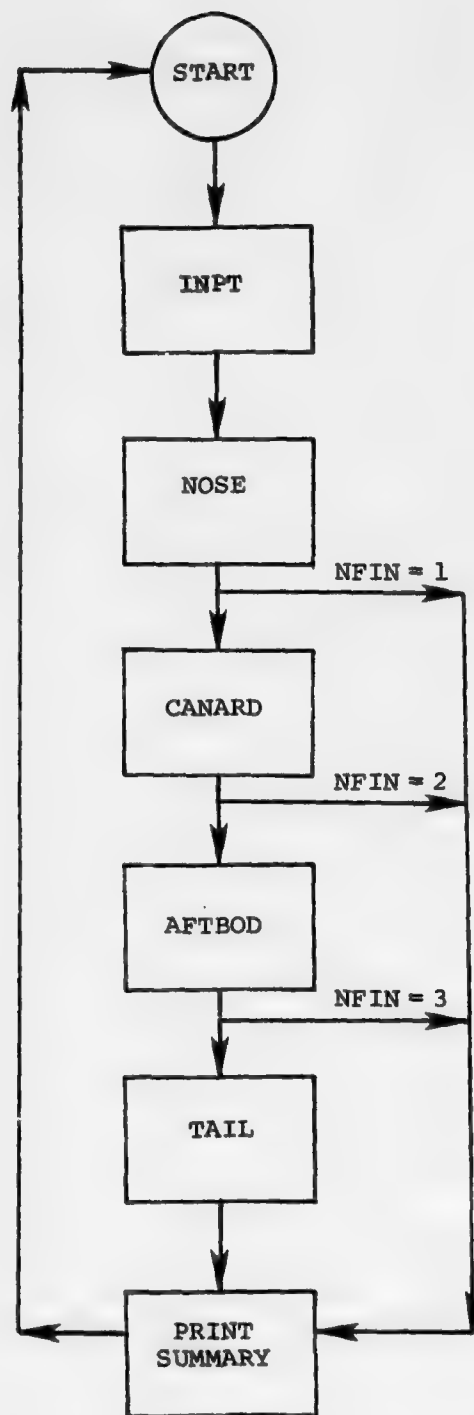 START
INPT
NOSE
NFIN = 1
CANARD
NFIN = 2
AFTBOD
NFIN = 3
TAIL
PRINT
SUMMARY